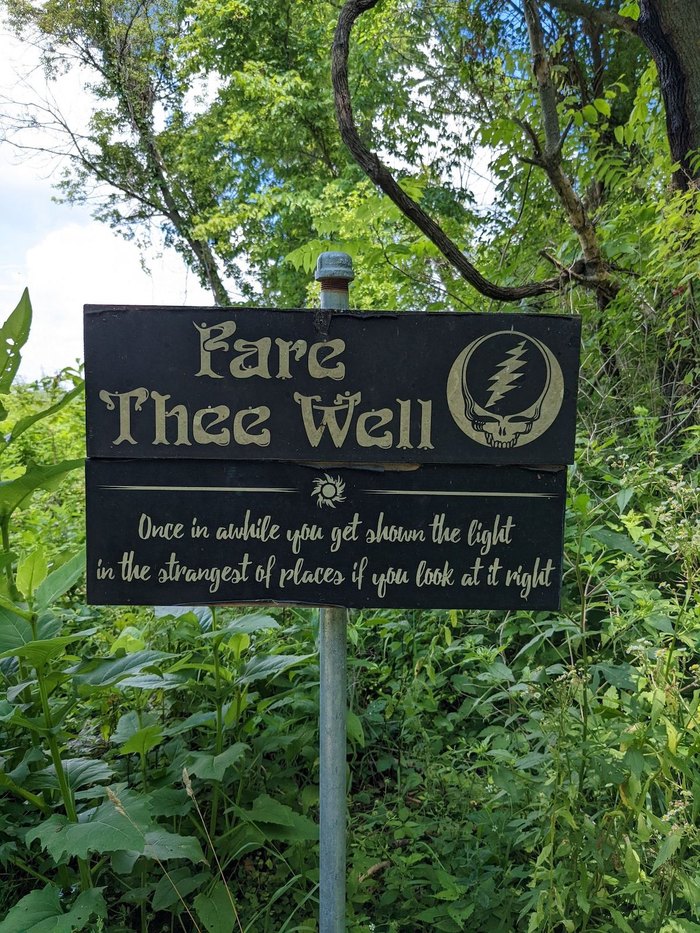 Fare
Thee Well
Once in awhile you get shown the light
in the strangest of places if you look at it right